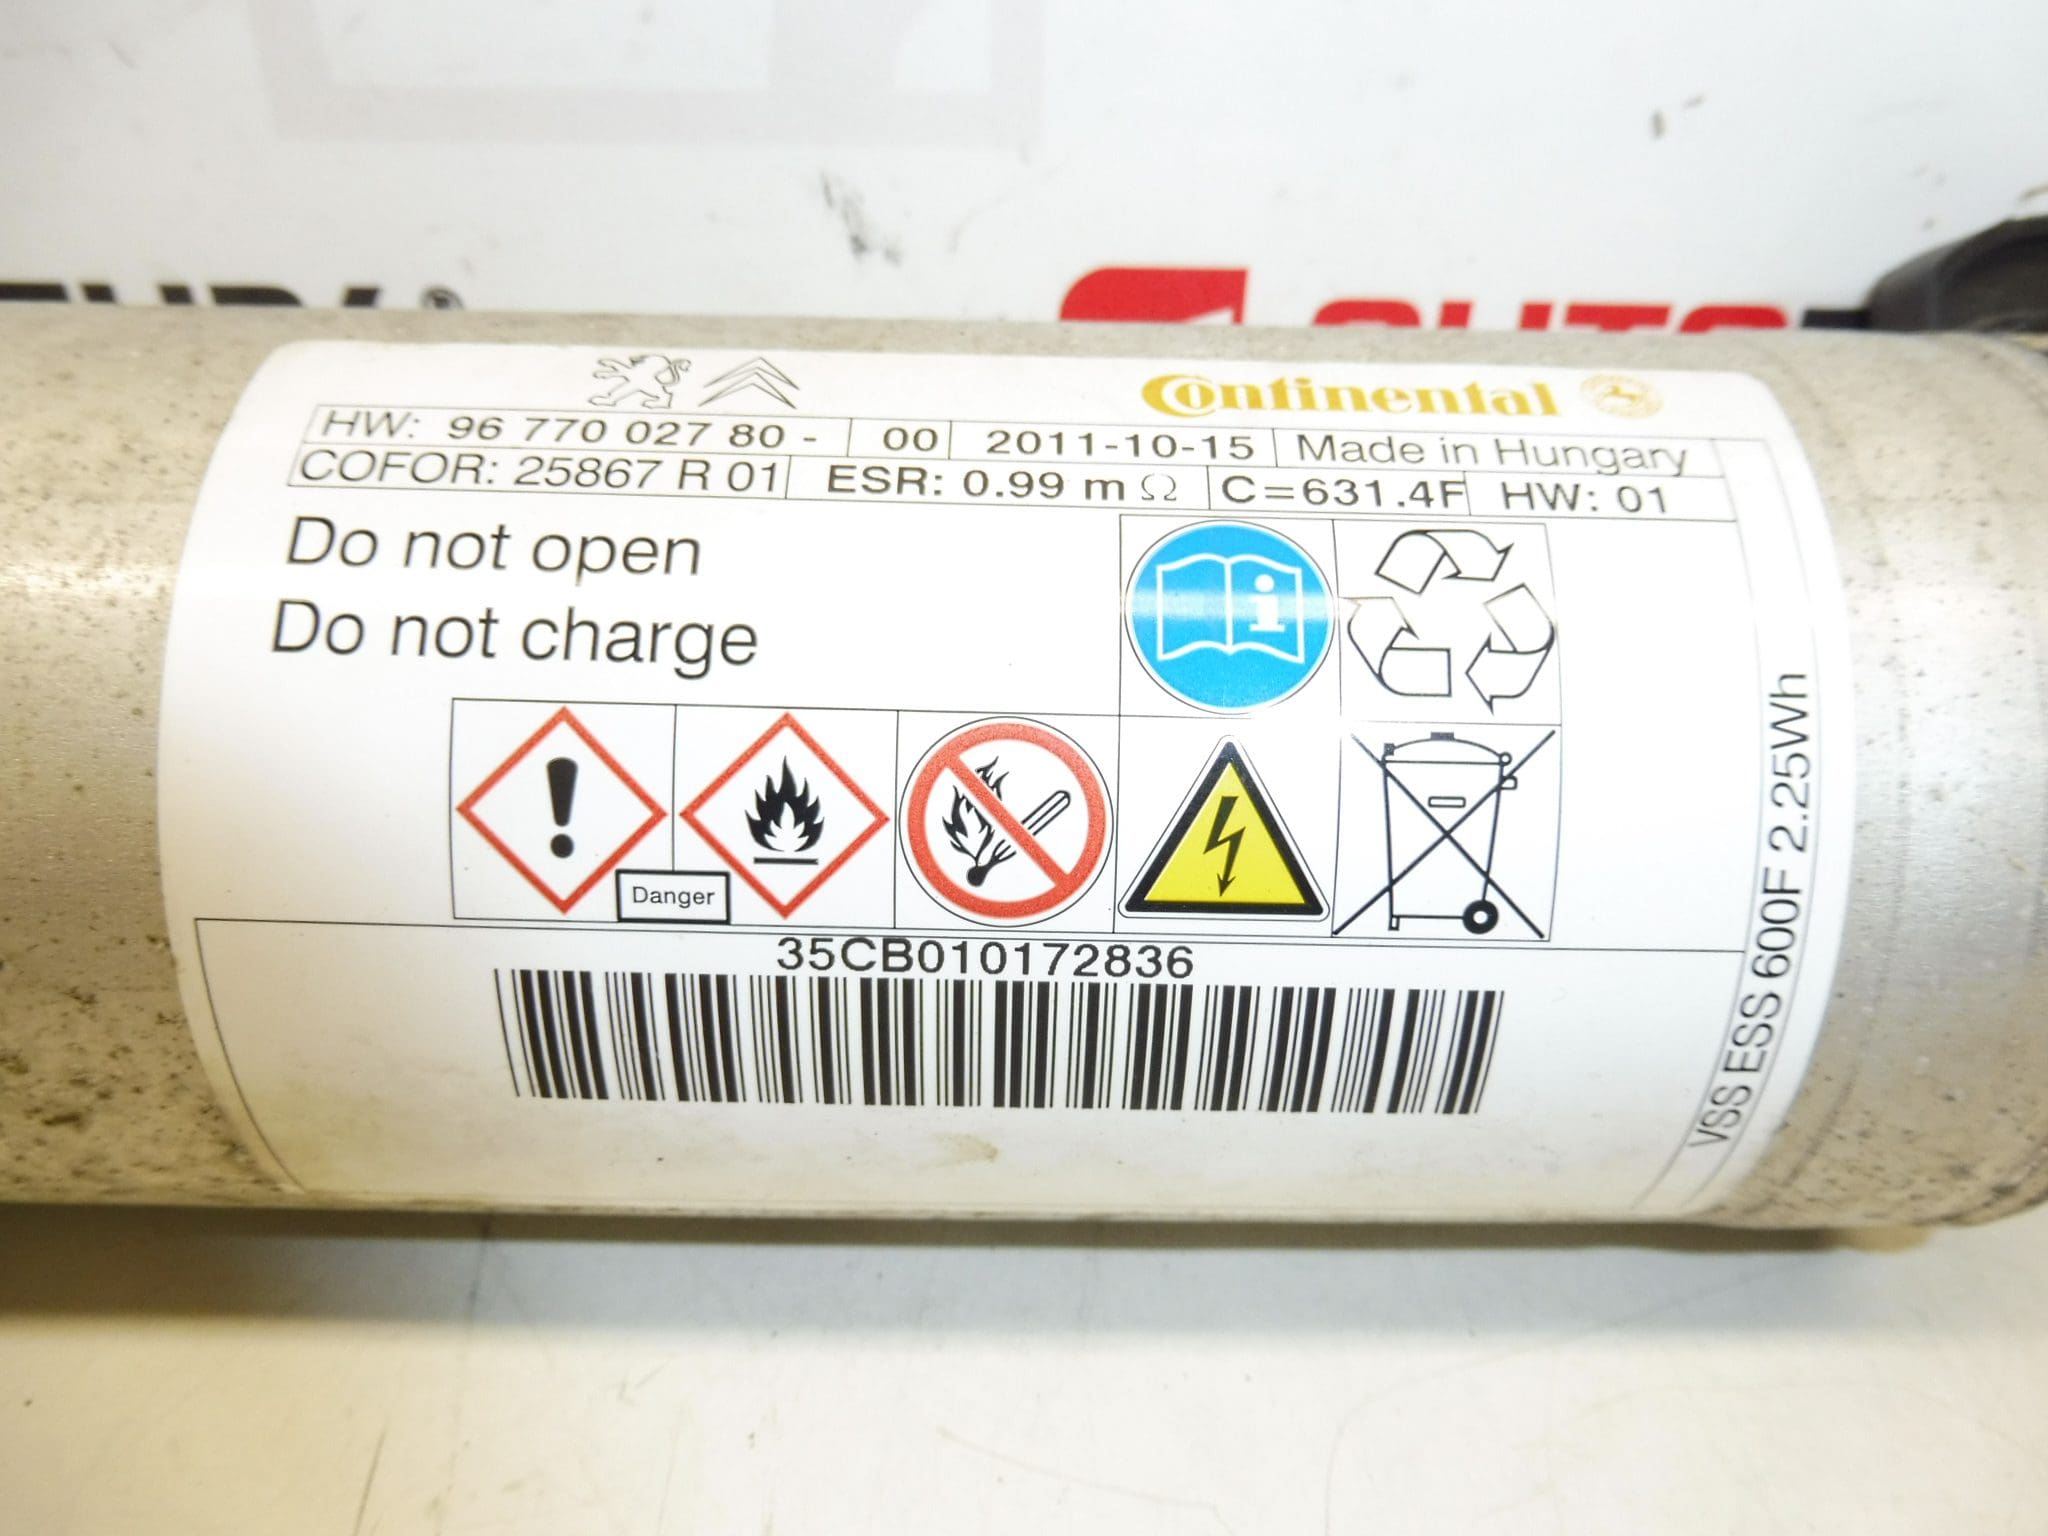 Continental
HW: 96 770 027 80 - 00 2011-10-15 Made in Hungary
COFOR: 25867 R 01 ESR: 0.99 m Ω C=631.4F HW: 01
Do not open
Do not charge
i
Danger
35CB010172836
VSS ESS 600F 2.25Wh